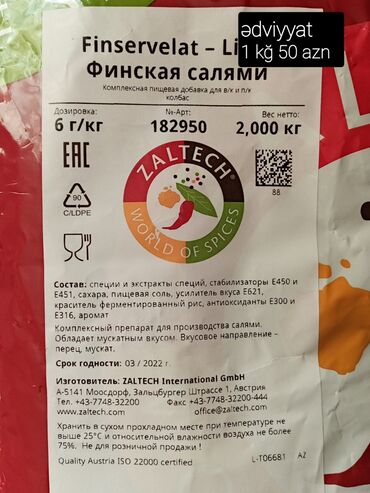 ədviyyat
1 kğ 50 azn
Finservelat – Li
Финская салями
Комплексная пищевая добавка для в/к и п/к
колбас
Дозировка: №-Арт: Вес нетто:
6 г/кг 182950 2,000 кг
EAC
ZALTECH®
WORLD OF SPICES
90
C/LDPE
88
Состав: специи и экстракты специй, стабилизаторы Е450 и
Е451, сахара, пищевая соль, усилитель вкуса Е621,
краситель ферментированный рис, антиоксиданты Е300 и
Е316, аромат
Комплексный препарат для производства салями.
Обладает мускатным вкусом. Вкусовое направление -
перец, мускат.
Срок годности: 03 / 2022 г.
Изготовитель: ZALTECH International GmbH
А-5141 Моосдорф, Зальцбургер Штрассе 1, Австрия
Тел. +43-7748-32200 Факс +43-7748-32200-444
www.zaltech.com office@zaltech.com
Хранить в сухом прохладном месте при температуре не
выше 25°С и относительной влажности воздуха не более
75%. Не для розничной продажи !
Quality Austria ISO 22000 certified L-T06681 AZ